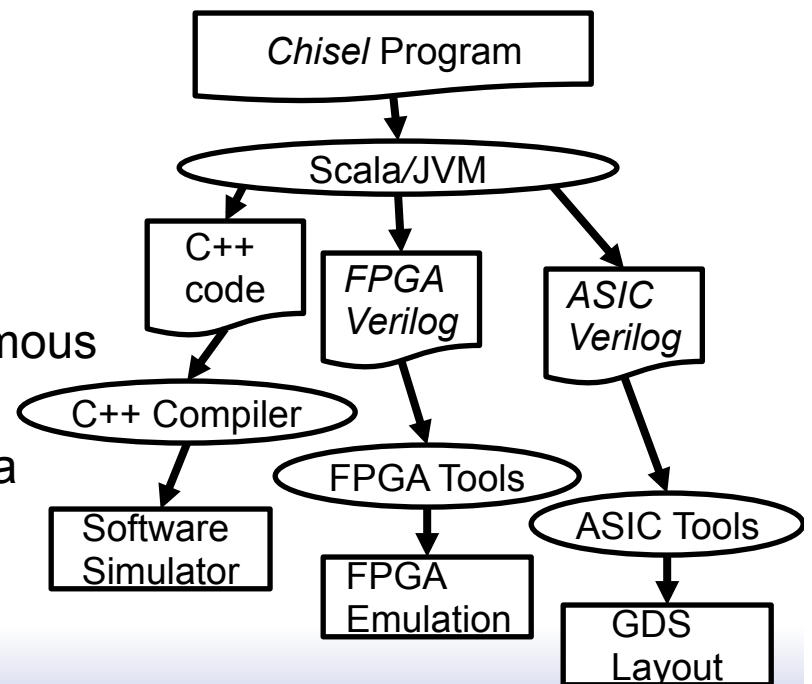 Chisel Program
Scala/JVM
C++
code
FPGA
Verilog
ASIC
Verilog
C++ Compiler
a
FPGA Tools
ASIC Tools
Software
Simulator
FPGA
Emulation
GDS
Layout